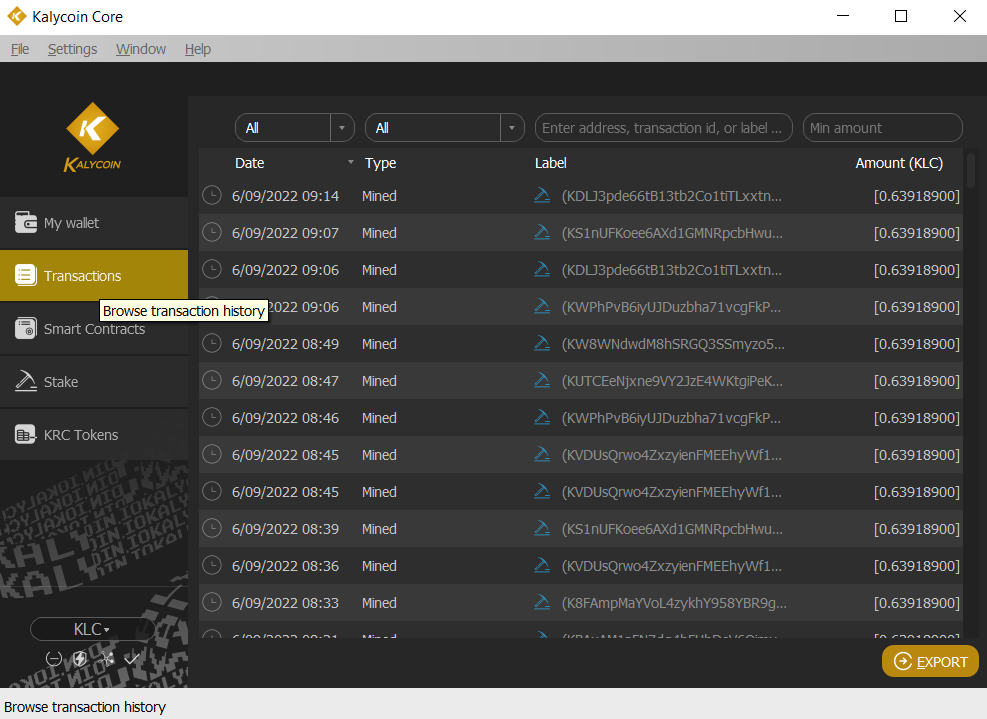 Kalycoin Core
File Settings Window Help
KALYCOIN
My wallet
Transactions
Browse transaction history
Smart Contracts
Stake
KRC Tokens
KLC
All All Enter address, transaction id, or label ... Min amount
Date Type Label Amount (KLC)
6/09/2022 09:14 Mined (KDLJ3pde66tB13tb2Co1tiTLxxtn... [0.63918900]
6/09/2022 09:07 Mined (KS1nUFKoee6AXd1GMNRpcbHwu... [0.63918900]
6/09/2022 09:06 Mined (KDLJ3pde66tB13tb2Co1tiTLxxtn... [0.63918900]
2022 09:06 Mined (KWPhPvB6iyUJDuzbha71vcgFkP... [0.63918900]
6/09/2022 08:49 Mined (KW8WNdwdM8hSRGQ3SSmyzo5... [0.63918900]
6/09/2022 08:47 Mined (KUTCEeNjxne9VY2JzE4WKtgiPeK... [0.63918900]
6/09/2022 08:46 Mined (KWPhPvB6iyUJDuzbha71vcgFkP... [0.63918900]
6/09/2022 08:45 Mined (KVDUsQrwo4ZxzyienFMEEhyWf1... [0.63918900]
6/09/2022 08:45 Mined (KVDUsQrwo4ZxzyienFMEEhyWf1... [0.63918900]
6/09/2022 08:39 Mined (KS1nUFKoee6AXd1GMNRpcbHwu... [0.63918900]
6/09/2022 08:36 Mined (KVDUsQrwo4ZxzyienFMEEhyWf1... [0.63918900]
6/09/2022 08:33 Mined (K8FAmpMaYVoL4zykhY958YBR9g... [0.63918900]
EXPORT
Browse transaction history